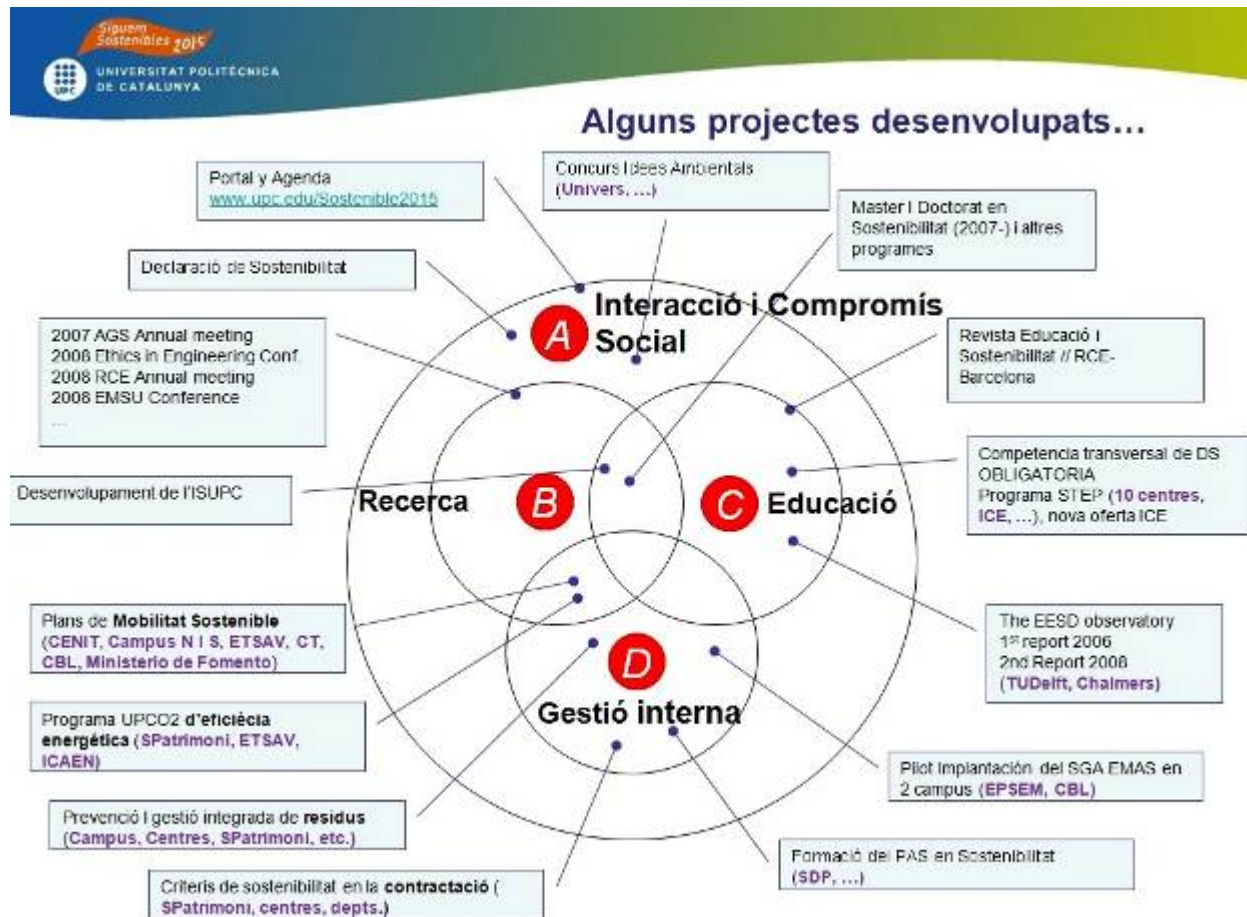 Siguem
Sostenibles 2015
UPC
UNIVERSITAT POLITÈCNICA
DE CATALUNYA
Alguns projectes desenvolupats...
Portal y Agenda
www.upc.edu/Sostenible2015
Concurs Idees Ambientals
(Univers, ...)
Master I Doctorat en
Sostenibilitat (2007-) i altres
programes
Declaració de Sostenibilitat
A
Interacció i Compromís
Social
2007 AGS Annual meeting
2008 Ethics in Engineering Conf.
2008 RCE Annual meeting
2008 EMSU Conference
...
Revista Educació i
Sostenibilitat // RCE-
Barcelona
Competencia transversal de DS
OBLIGATORIA
Programa STEP (10 centres,
ICE, ...), nova oferta ICE
Desenvolupament de l'ISUPC
Recerca
B
C
Educació
Plans de Mobilitat Sostenible
(CENIT, Campus N I S, ETSAV, CT,
CBL, Ministerio de Fomento)
The EESD observatory
1st report 2006
2nd Report 2008
(TUDelft, Chalmers)
D
Gestió interna
Programa UPCO2 d'eficiècia
energética (SPatrimoni, ETSAV,
ICAEN)
Pilot Implantación del SGA EMAS en
2 campus (EPSEM, CBL)
Prevenció I gestió integrada de residus
(Campus, Centres, SPatrimoni, etc.)
Formació del PAS en Sostenibilitat
(SDP, ...)
Criteris de sostenibilitat en la contractació (
SPatrimoni, centres, depts.)